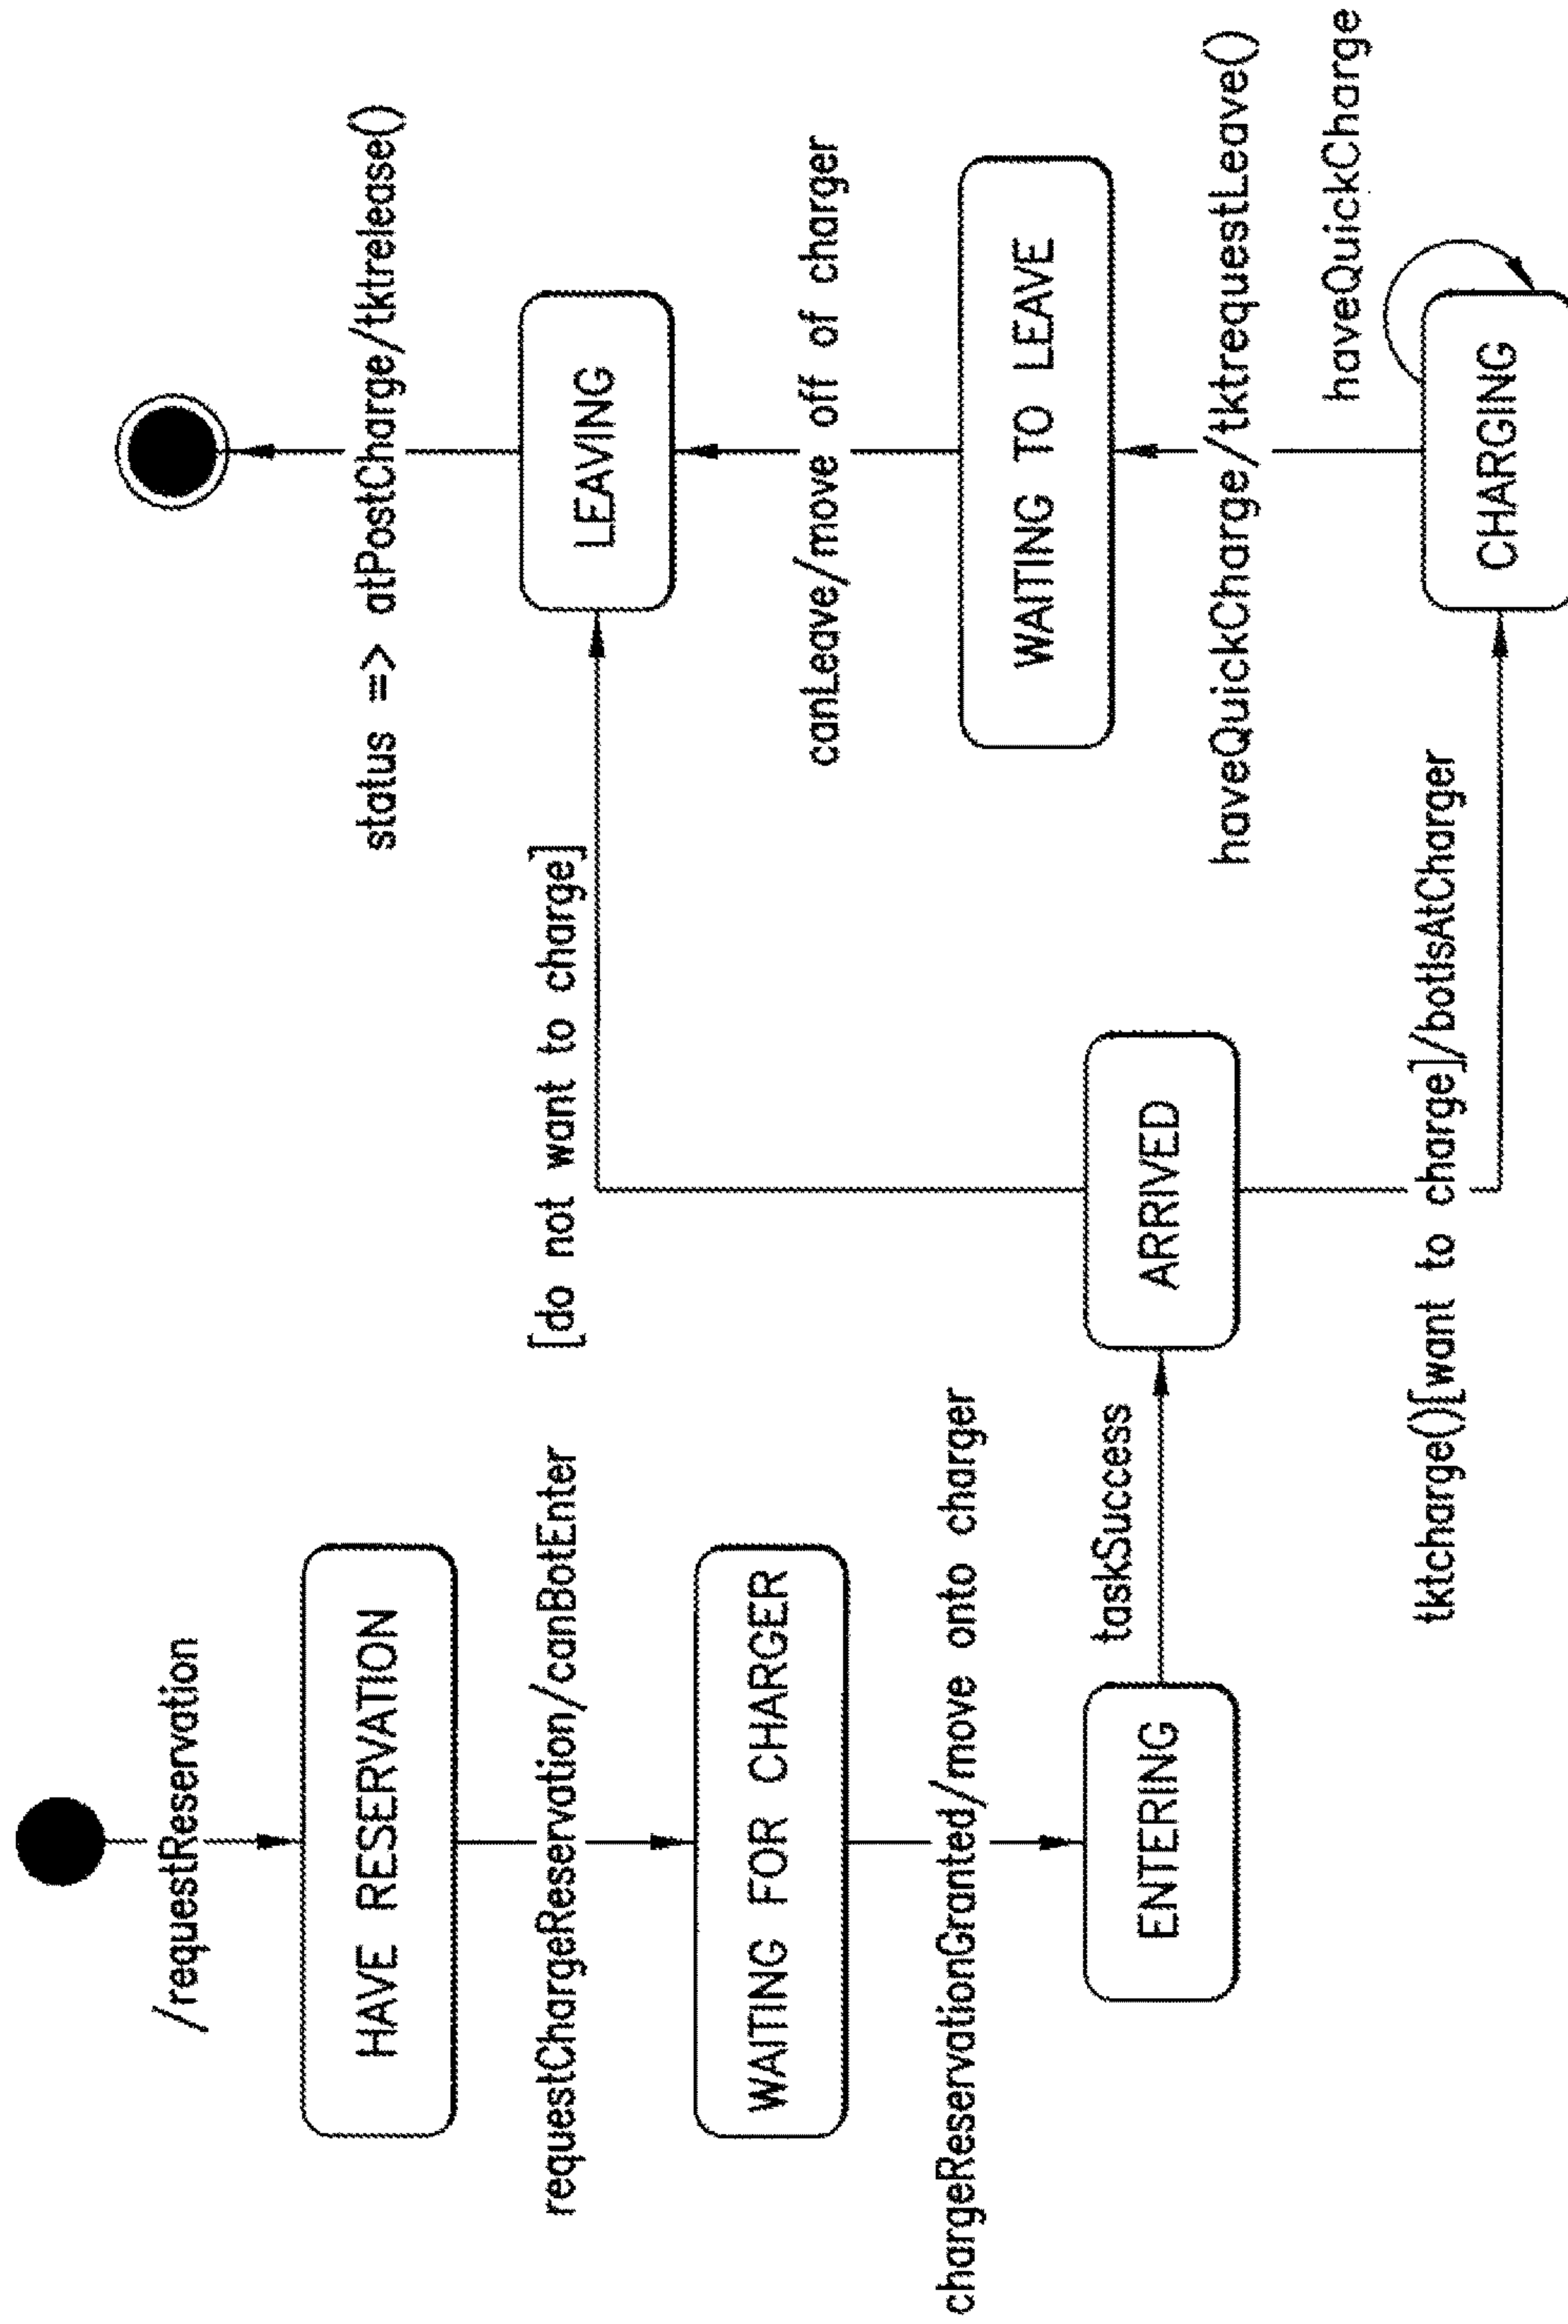 /requestReservation
HAVE RESERVATION
requestChargeReservation/canBotEnter
WAITING FOR CHARGER
chargeReservationGranted/move onto charger
ENTERING
taskSuccess
ARRIVED
[do not want to charge]
tktcharge()[want to charge]/botIsAtCharger
status => atPostCharge/tktrelease()
LEAVING
canLeave/move off of charger
WAITING TO LEAVE
haveQuickCharge/tktrequestLeave()
haveQuickCharge
CHARGING